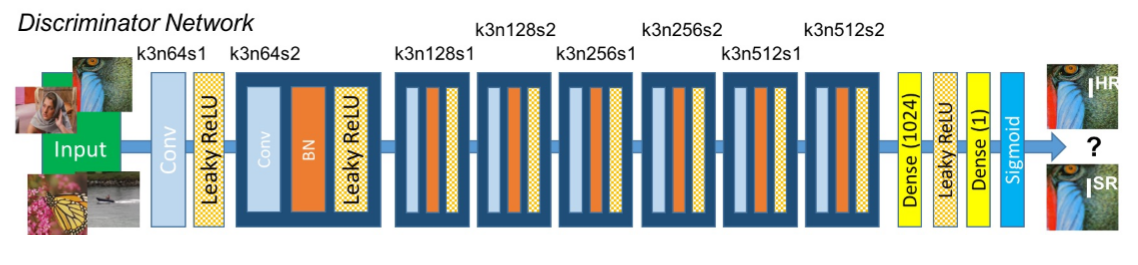 Discriminator Network
k3n64s1
k3n64s2
k3n128s1
k3n128s2
k3n256s1
k3n256s2
k3n512s1
k3n512s2
Input
Conv
Leaky ReLU
Conv
BN
Leaky ReLU
Dense (1024)
Leaky ReLU
Dense (1)
Sigmoid
I HR
?
I SR